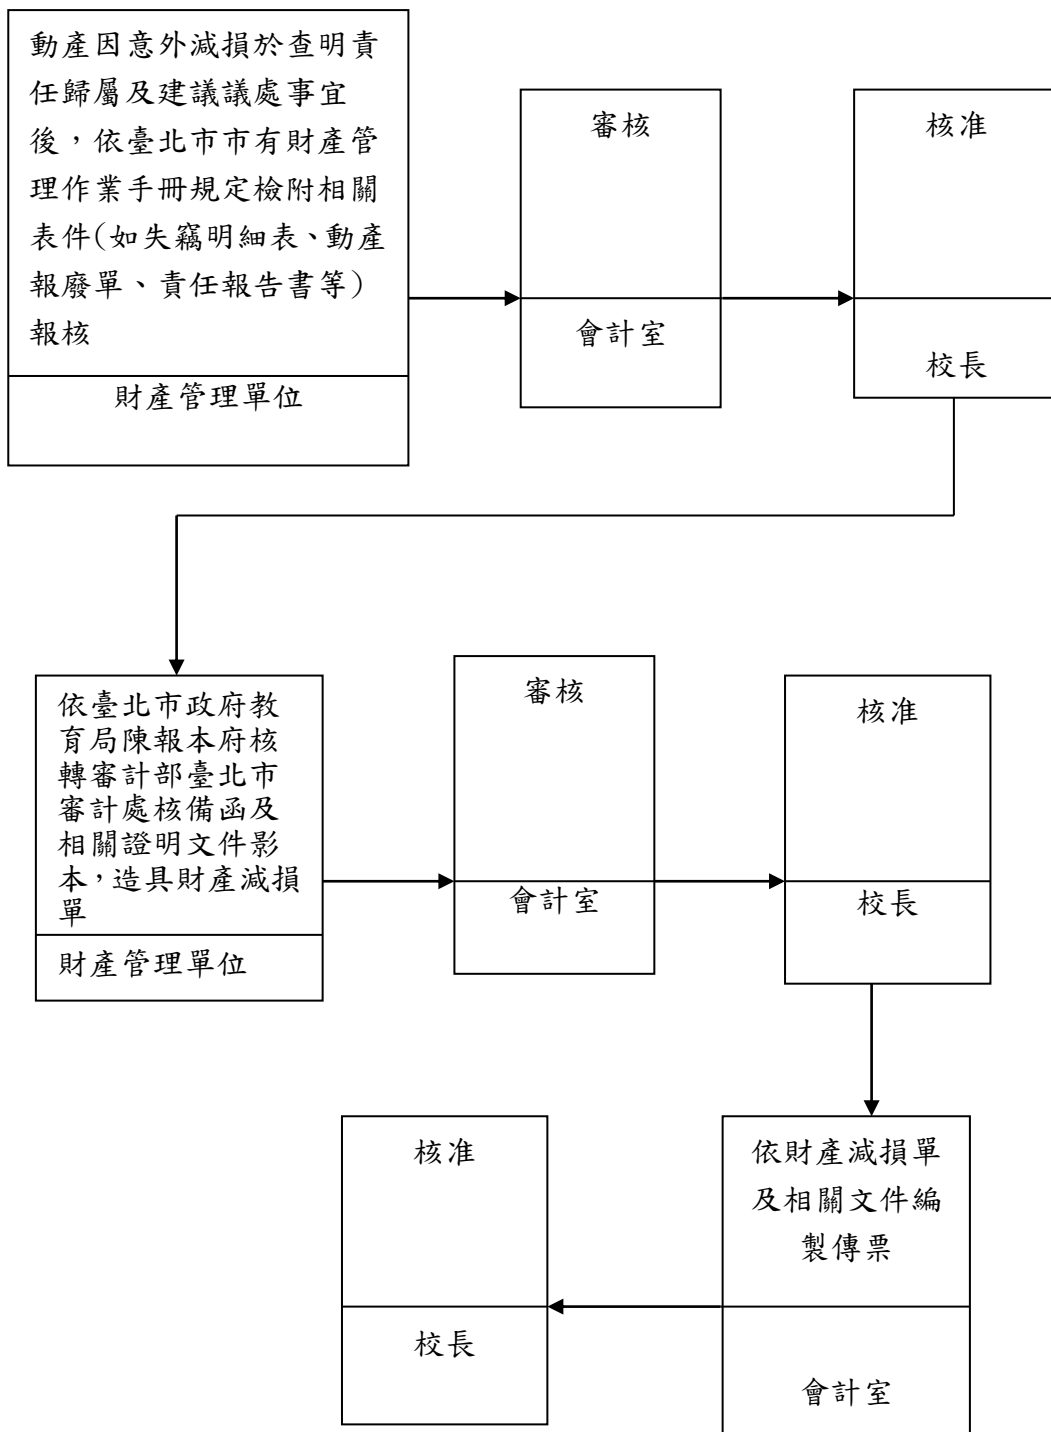 動產因意外減損於查明責
任歸屬及建議議處事宜
後，依臺北市市有財產管
理作業手冊規定檢附相關
表件(如失竊明細表、動產
報廢單、責任報告書等)
報核
財產管理單位
審核
會計室
核准
校長
依臺北市政府教
育局陳報本府核
轉審計部臺北市
審計處核備函及
相關證明文件影
本，造具財產減損
單
財產管理單位
審核
會計室
核准
校長
依財產減損單
及相關文件編
製傳票
會計室
核准
校長